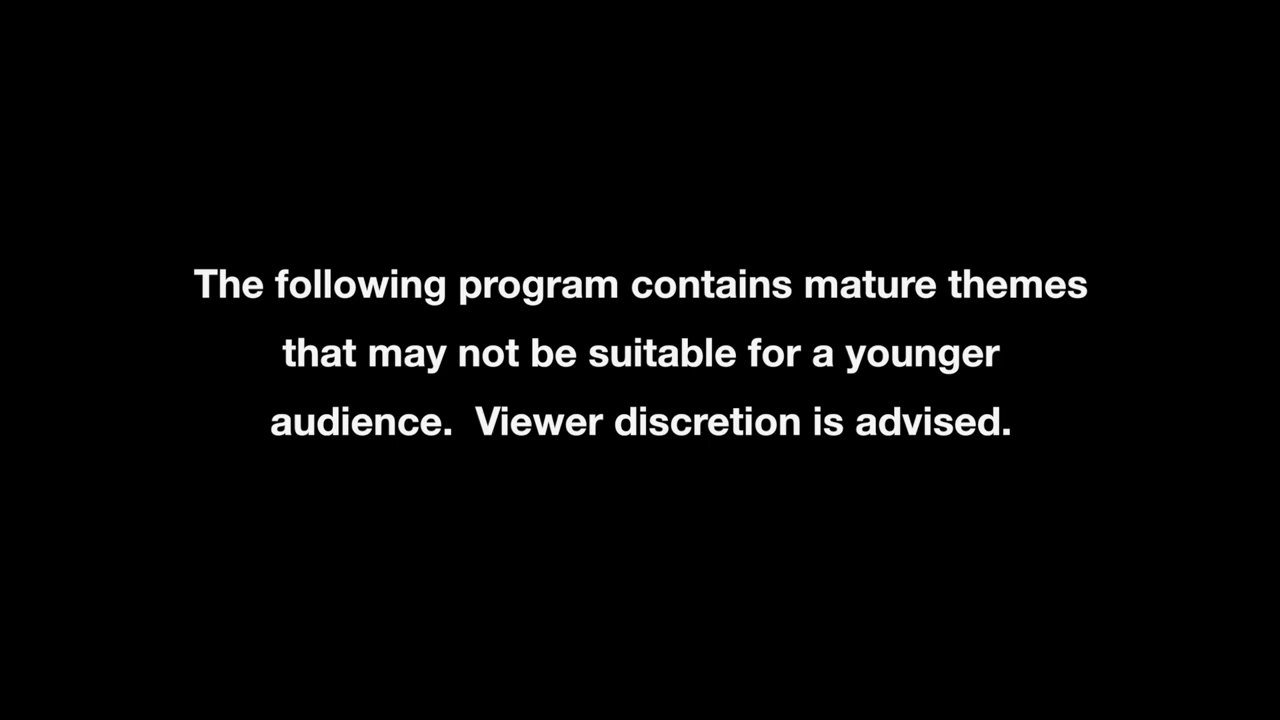 The following program contains mature themes
that may not be suitable for a younger
audience.  Viewer discretion is advised.